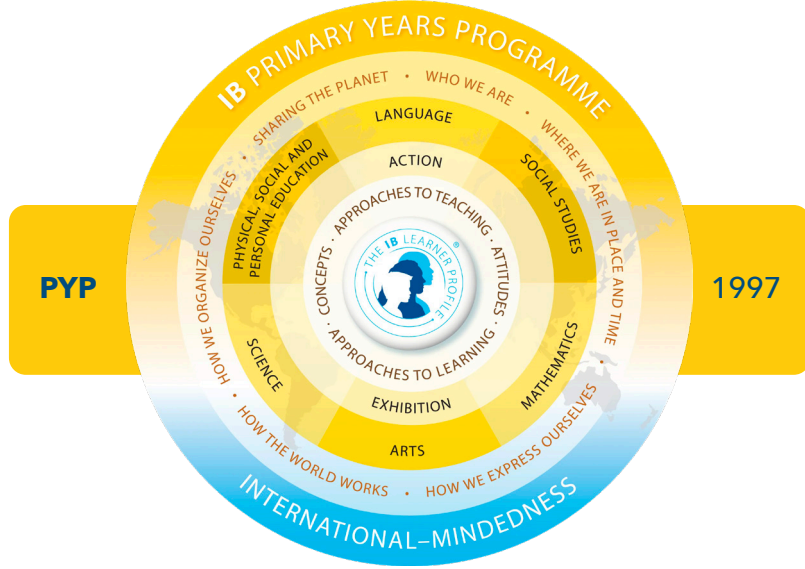 IB PRIMARY YEARS PROGRAMME
SHARING THE PLANET • WHO WE ARE • WHERE WE ARE IN PLACE AND TIME • HOW WE EXPRESS OURSELVES • HOW THE WORLD WORKS • HOW WE ORGANIZE OURSELVES •
LANGUAGE
SOCIAL STUDIES
MATHEMATICS
ARTS
SCIENCE
PHYSICAL, SOCIAL AND
PERSONAL EDUCATION
ACTION
EXHIBITION
APPROACHES TO TEACHING · ATTITUDES · APPROACHES TO LEARNING · CONCEPTS ·
THE IB LEARNER PROFILE ®
PYP
1997
INTERNATIONAL–MINDEDNESS